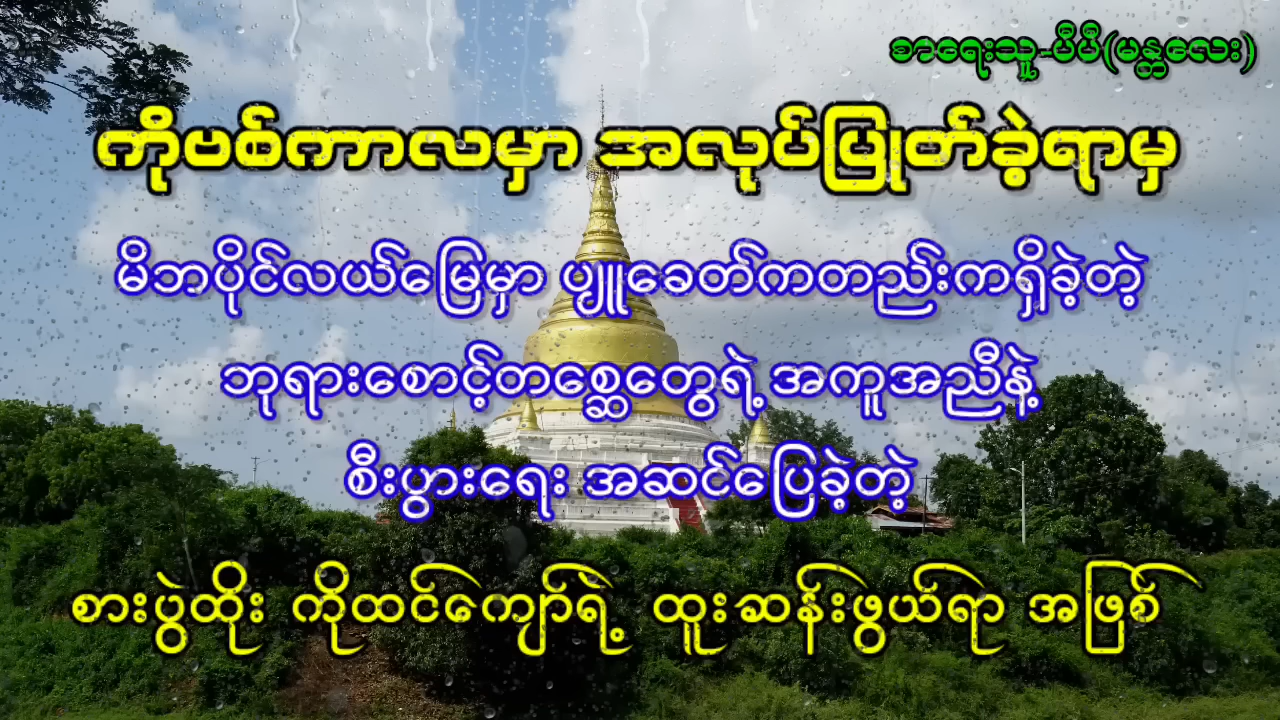 စာရေးသူ-ပီပီ(မန္တလေး)
ကိုဗစ်ကာလမှာ အလုပ်ပြုတ်ခဲ့ရာမှ
မိဘပိုင်လယ်မြေမှာ ပျူခေတ်ကတည်းကရှိခဲ့တဲ့
ဘုရားစောင့်တစ္ဆေတွေရဲ့အကူအညီနဲ့
စီးပွားရေး အဆင်ပြေခဲ့တဲ့
စားပွဲထိုး ကိုထင်ကျော်ရဲ့ ထူးဆန်းဖွယ်ရာ အဖြစ်